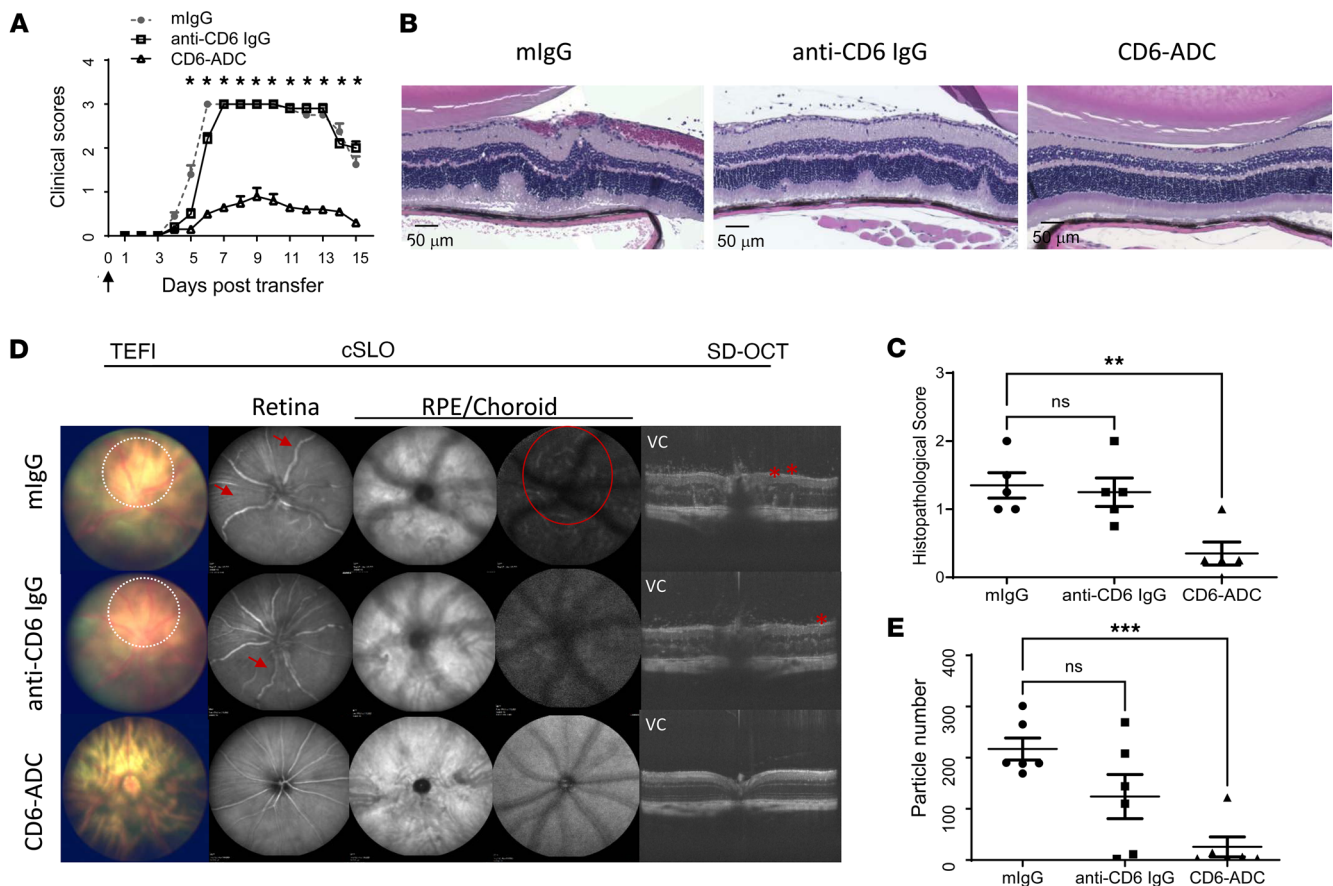 A
mIgG
anti-CD6 IgG
CD6-ADC
Clinical scores
4
3
2
1
0
* * * * * * * * * * *
0 1 3 5 7 9 11 13 15
Days post transfer
B
mIgG
anti-CD6 IgG
CD6-ADC
50 μm
50 μm
50 μm
D
TEFI
cSLO
SD-OCT
Retina
RPE/Choroid
mIgG
anti-CD6 IgG
CD6-ADC
VC
* *
VC
*
VC
C
Histopathological Score
3
2
1
0
**
ns
mIgG
anti-CD6 IgG
CD6-ADC
E
Particle number
400
300
200
100
0
***
ns
mIgG
anti-CD6 IgG
CD6-ADC